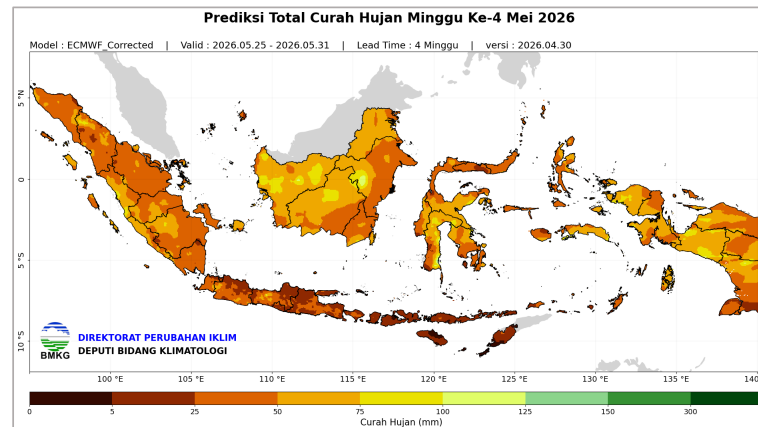 Prediksi Total Curah Hujan Minggu Ke-4 Mei 2026
Model : ECMWF_Corrected | Valid : 2026.05.25 - 2026.05.31 | Lead Time : 4 Minggu | versi : 2026.04.30
5 °N
0
5 °S
10 °S
BMKG
DIREKTORAT PERUBAHAN IKLIM
DEPUTI BIDANG KLIMATOLOGI
100 °E 105 °E 110 °E 115 °E 120 °E 125 °E 130 °E 135 °E 140
0 5 25 50 75 100 125 150 300
Curah Hujan (mm)